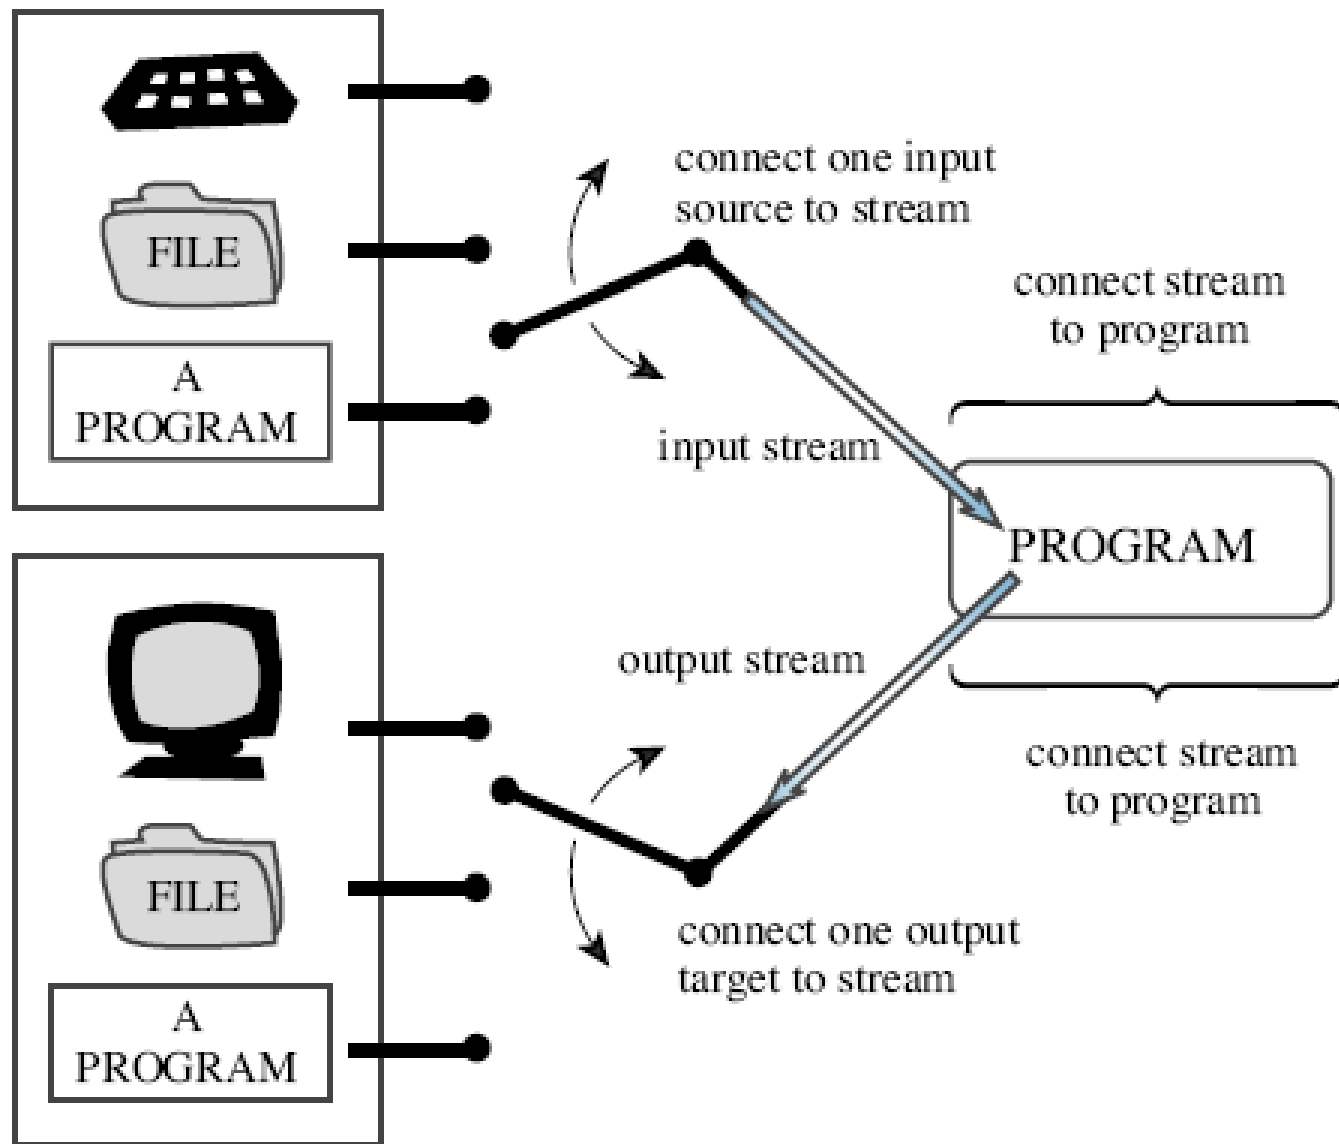 FILE
A
PROGRAM
connect one input
source to stream
input stream
connect stream
to program
PROGRAM
output stream
connect stream
to program
FILE
A
PROGRAM
connect one output
target to stream